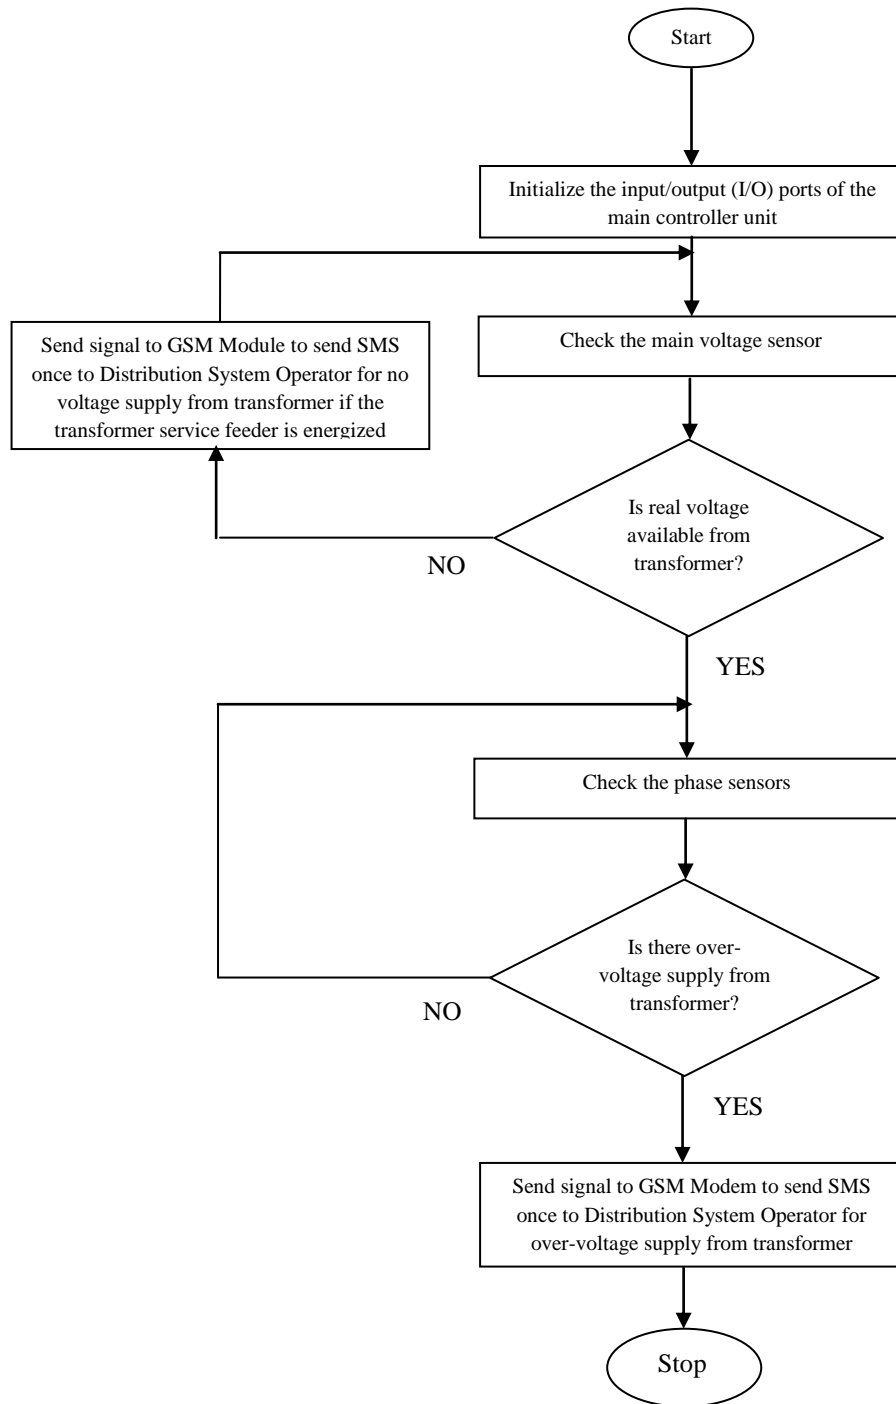 Start
Initialize the input/output (I/O) ports of the
main controller unit
Send signal to GSM Module to send SMS
once to Distribution System Operator for no
voltage supply from transformer if the
transformer service feeder is energized
Check the main voltage sensor
Is real voltage
available from
transformer?
NO
YES
Check the phase sensors
Is there over-
voltage supply from
transformer?
NO
YES
Send signal to GSM Modem to send SMS
once to Distribution System Operator for
over-voltage supply from transformer
Stop